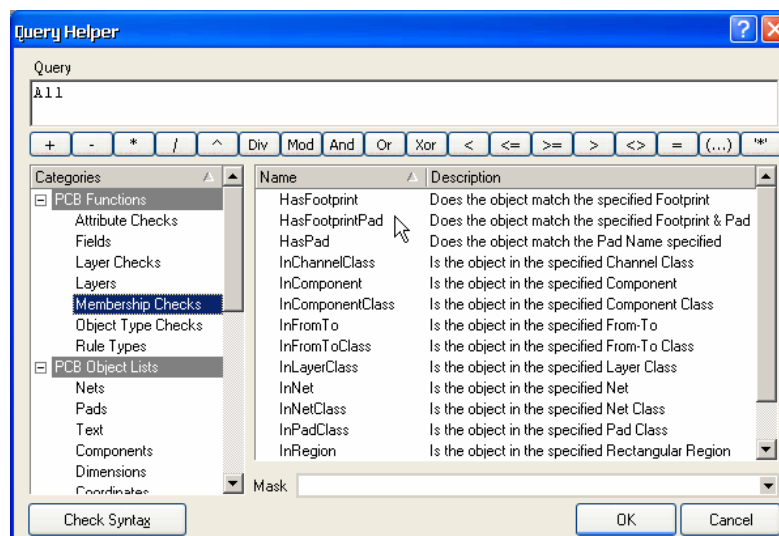 Query Helper
Query
All
+ - * / ^ Div Mod And Or Xor < <= >= > <> = (...) '*'
Categories
PCB Functions
Attribute Checks
Fields
Layer Checks
Layers
Membership Checks
Object Type Checks
Rule Types
PCB Object Lists
Nets
Pads
Text
Components
Dimensions
Coordinates
Name Description
HasFootprint Does the object match the specified Footprint
HasFootprintPad Does the object match the specified Footprint & Pad
HasPad Does the object match the Pad Name specified
InChannelClass Is the object in the specified Channel Class
InComponent Is the object in the specified Component
InComponentClass Is the object in the specified Component Class
InFromTo Is the object in the specified From-To
InFromToClass Is the object in the specified From-To Class
InLayerClass Is the object in the specified Layer Class
InNet Is the object in the specified Net
InNetClass Is the object in the specified Net Class
InPadClass Is the object in the specified Pad Class
InRegion Is the object in the specified Rectangular Region
Mask
Check Syntax OK Cancel